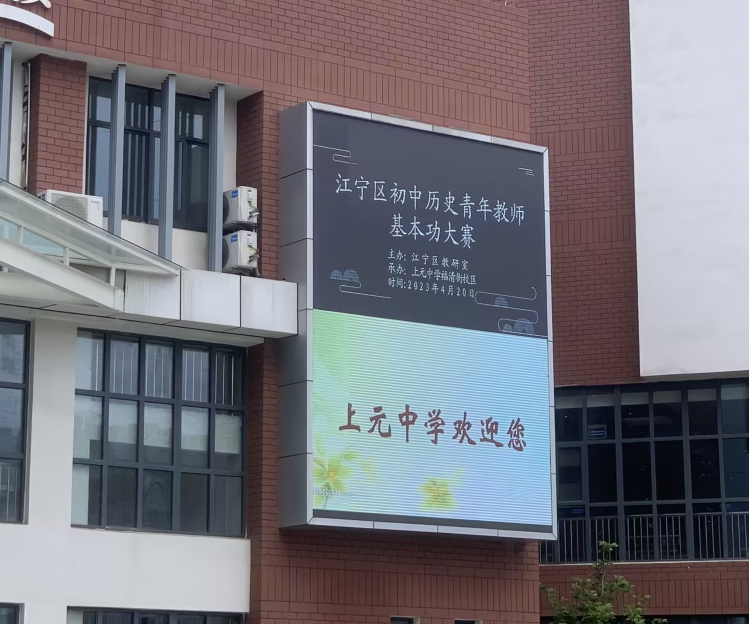 江宁区初中历史青年教师
基本功大赛
主办：江宁区教研室
承办：上元中学福清街校区
时间:2023年4月20日
上元中学欢迎您